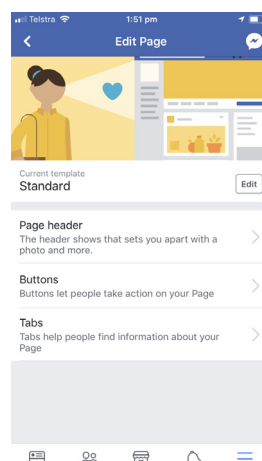 Telstra
1:51 pm
Edit Page
Current template
Standard
Edit
Page header
The header shows that sets you apart with a
photo and more.
Buttons
Buttons let people take action on your Page
Tabs
Tabs help people find information about your
Page